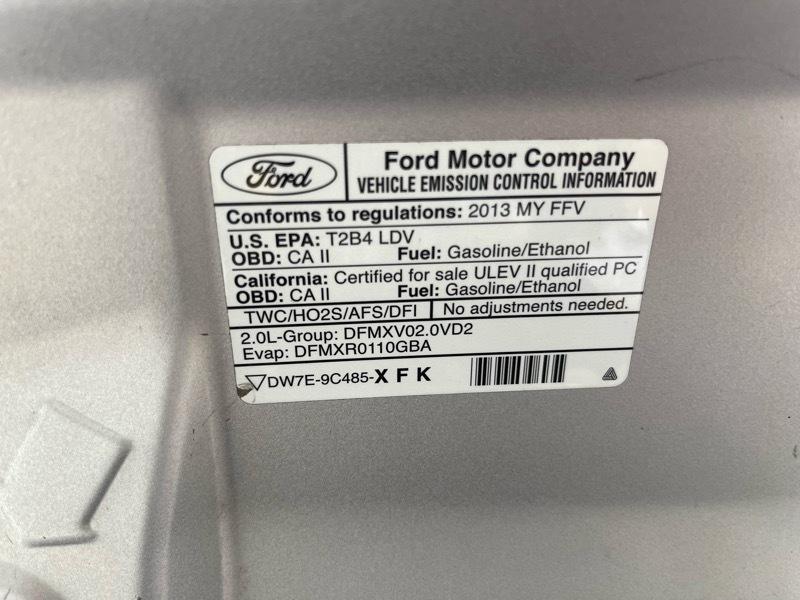 Ford
Ford Motor Company
VEHICLE EMISSION CONTROL INFORMATION
Conforms to regulations: 2013 MY FFV
U.S. EPA: T2B4 LDV
OBD: CA II Fuel: Gasoline/Ethanol
California: Certified for sale ULEV II qualified PC
OBD: CA II Fuel: Gasoline/Ethanol
TWC/HO2S/AFS/DFI No adjustments needed.
2.0L-Group: DFMXV02.0VD2
Evap: DFMXR0110GBA
DW7E-9C485-X F K